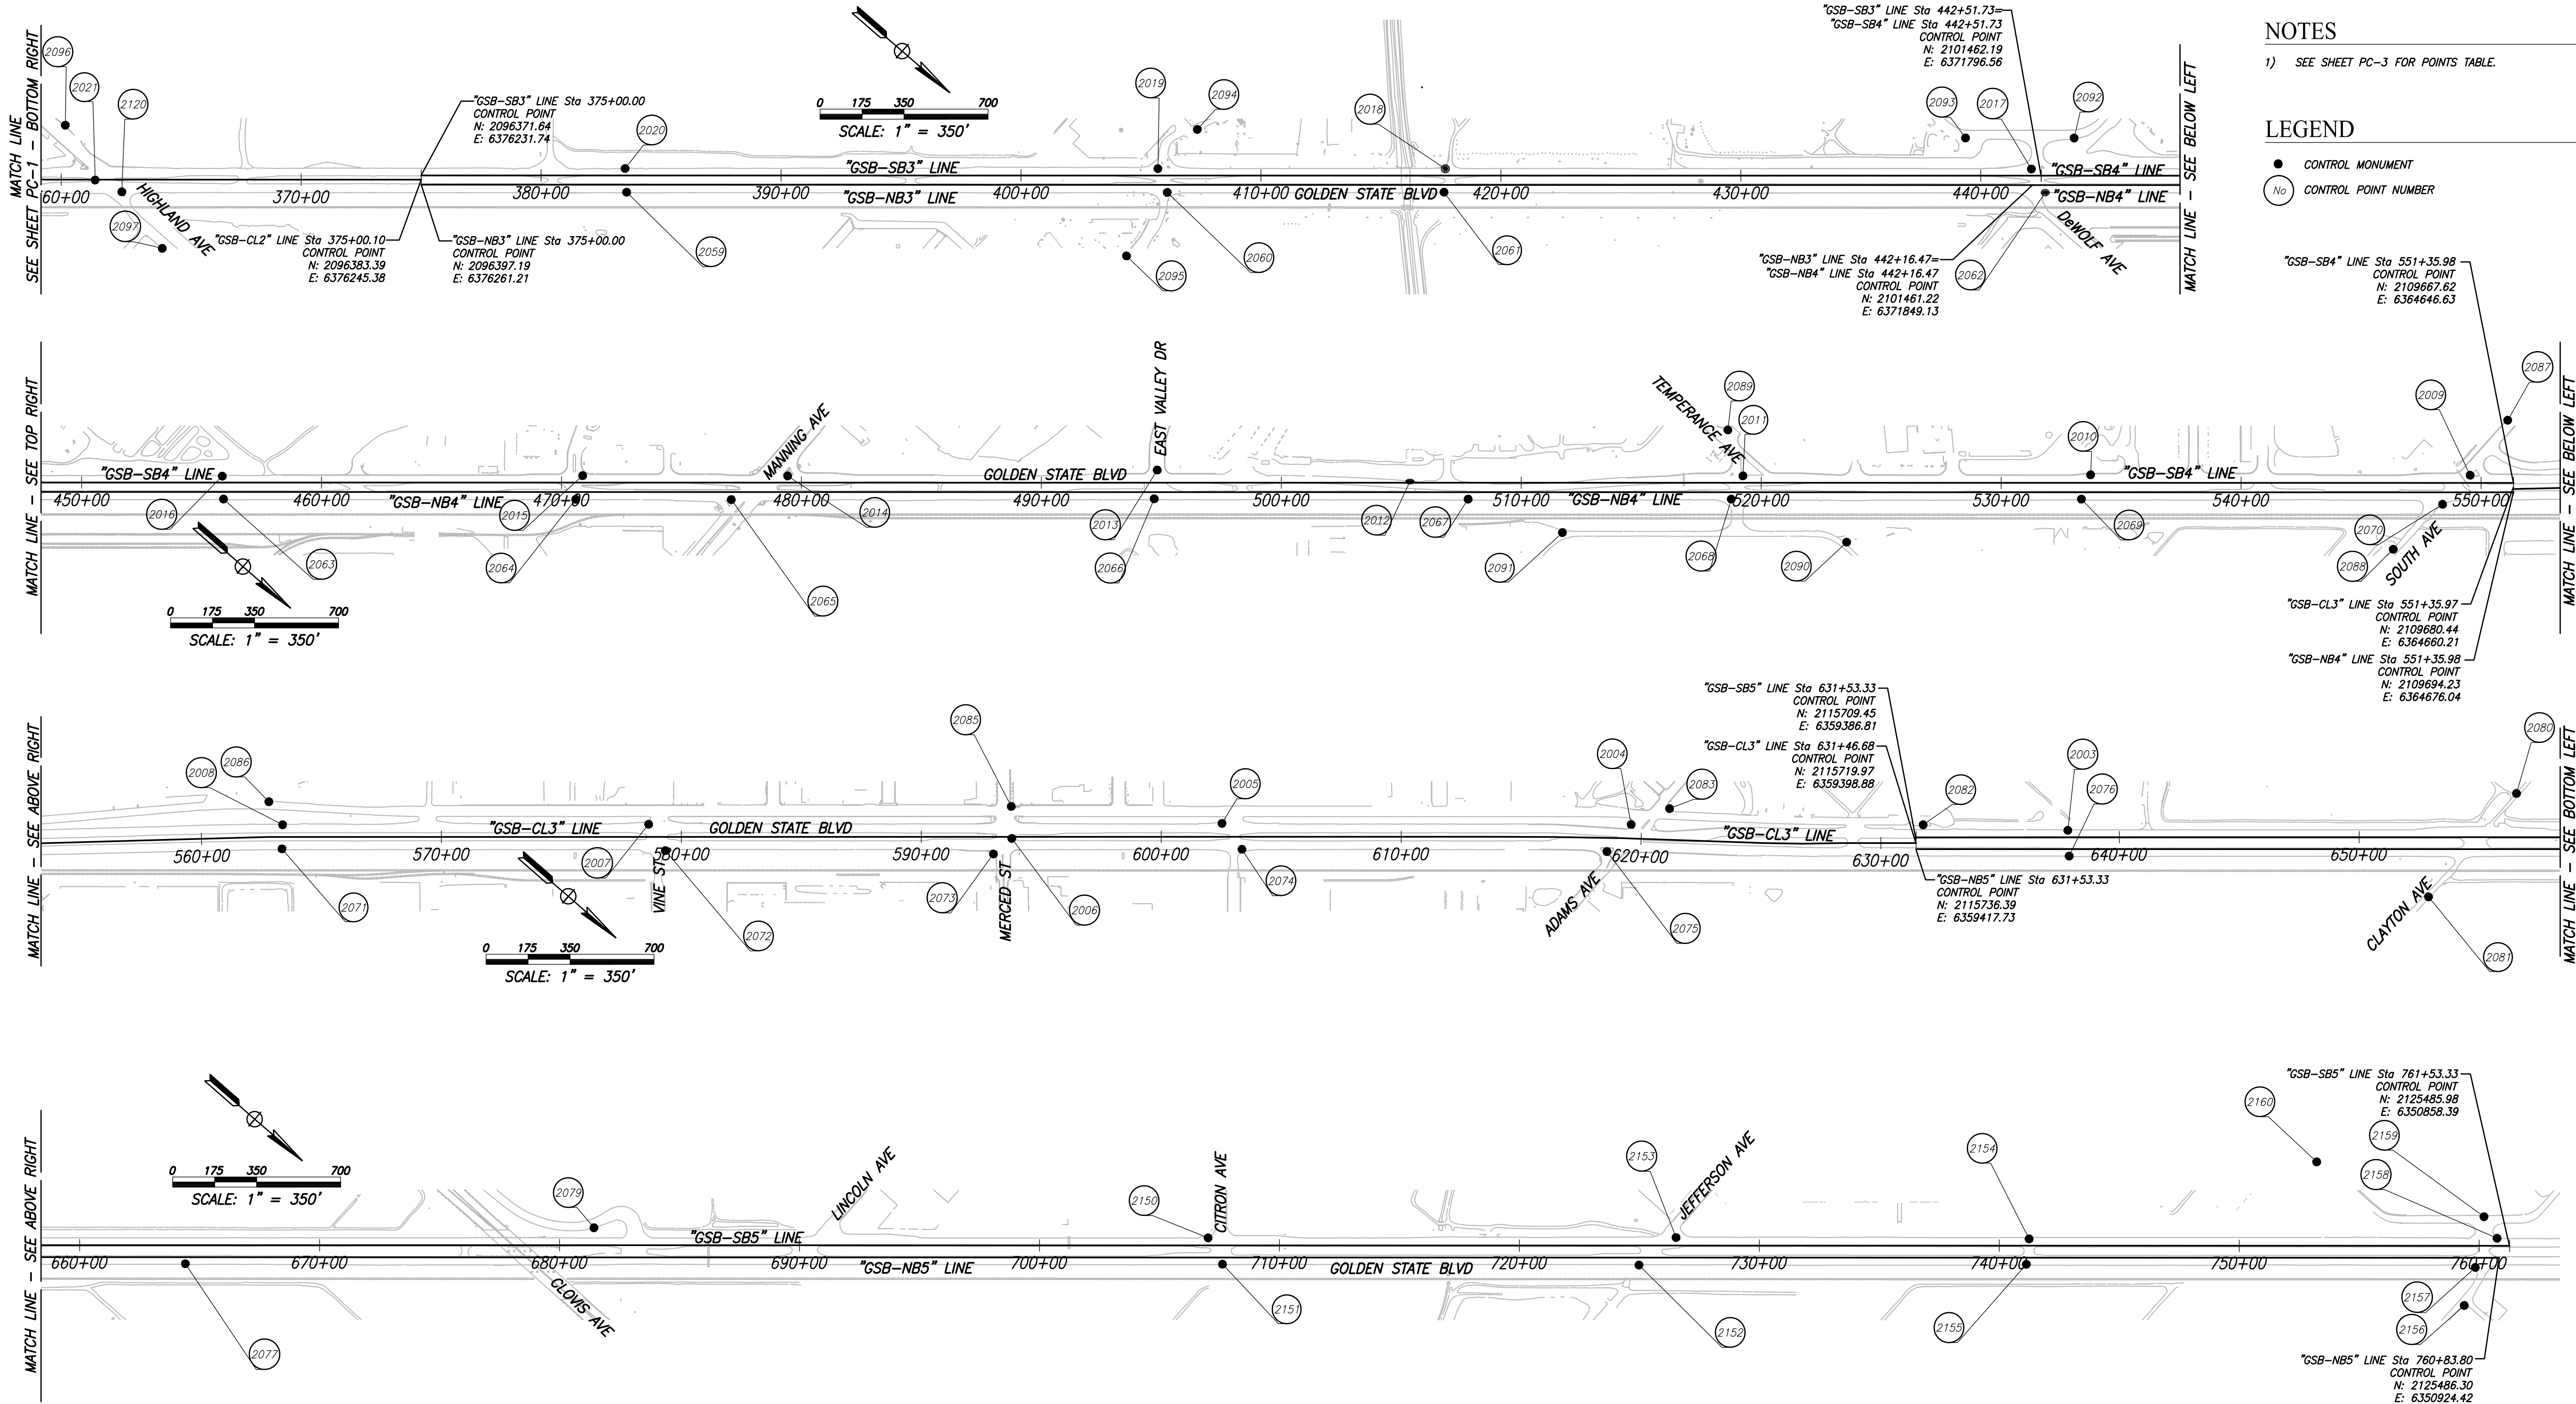 MATCH LINE
SEE SHEET PC-1 - BOTTOM RIGHT
2096
2021
2120
2097
HIGHLAND AVE
60+00
370+00
380+00
390+00
400+00
410+00
420+00
430+00
440+00
"GSB-SB3" LINE Sta 375+00.00
CONTROL POINT
N: 2096371.64
E: 6376231.74
"GSB-CL2" LINE Sta 375+00.10
CONTROL POINT
N: 2096383.39
E: 6376245.38
"GSB-NB3" LINE Sta 375+00.00
CONTROL POINT
N: 2096397.19
E: 6376261.21
2020
2059
0 175 350 700
SCALE: 1" = 350'
"GSB-SB3" LINE
"GSB-NB3" LINE
2019
2094
2095
2060
2018
2061
GOLDEN STATE BLVD
"GSB-SB3" LINE Sta 442+51.73=
"GSB-SB4" LINE Sta 442+51.73
CONTROL POINT
N: 2101462.19
E: 6371796.56
2093
2017
2092
"GSB-SB4" LINE
"GSB-NB4" LINE
DeWOLF AVE
2062
"GSB-NB3" LINE Sta 442+16.47=
"GSB-NB4" LINE Sta 442+16.47
CONTROL POINT
N: 2101461.22
E: 6371849.13
MATCH LINE - SEE BELOW LEFT
NOTES
1) SEE SHEET PC-3 FOR POINTS TABLE.
LEGEND
CONTROL MONUMENT
No CONTROL POINT NUMBER
MATCH LINE - SEE TOP RIGHT
"GSB-SB4" LINE
450+00
460+00
470+00
480+00
490+00
500+00
510+00
520+00
530+00
540+00
550+00
"GSB-NB4" LINE
2016
2063
2015
2064
2065
2014
MANNING AVE
GOLDEN STATE BLVD
EAST VALLEY DR
2013
2066
2012
2067
2091
"GSB-NB4" LINE
TEMPERANCE AVE
2089
2011
2068
2090
2010
2069
"GSB-SB4" LINE
2009
2087
2070
2088
SOUTH AVE
"GSB-SB4" LINE Sta 551+35.98
CONTROL POINT
N: 2109667.62
E: 6364646.63
"GSB-CL3" LINE Sta 551+35.97
CONTROL POINT
N: 2109680.44
E: 6364660.21
"GSB-NB4" LINE Sta 551+35.98
CONTROL POINT
N: 2109694.23
E: 6364676.04
MATCH LINE - SEE BELOW LEFT
0 175 350 700
SCALE: 1" = 350'
MATCH LINE - SEE ABOVE RIGHT
2008
2086
2071
560+00
570+00
580+00
590+00
600+00
610+00
620+00
630+00
640+00
650+00
"GSB-CL3" LINE
GOLDEN STATE BLVD
2007
VINE ST
2072
2085
2073
MERCED ST
2006
2005
2074
0 175 350 700
SCALE: 1" = 350'
2004
2083
ADAMS AVE
2075
"GSB-CL3" LINE
"GSB-SB5" LINE Sta 631+53.33
CONTROL POINT
N: 2115709.45
E: 6359386.81
"GSB-CL3" LINE Sta 631+46.68
CONTROL POINT
N: 2115719.97
E: 6359398.88
"GSB-NB5" LINE Sta 631+53.33
CONTROL POINT
N: 2115736.39
E: 6359417.73
2082
2003
2076
2080
CLAYTON AVE
2081
MATCH LINE - SEE BOTTOM LEFT
MATCH LINE - SEE ABOVE RIGHT
0 175 350 700
SCALE: 1" = 350'
660+00
670+00
680+00
690+00
700+00
710+00
720+00
730+00
740+00
750+00
760+00
2077
2079
CLOVIS AVE
"GSB-SB5" LINE
LINCOLN AVE
"GSB-NB5" LINE
2150
CITRON AVE
2151
GOLDEN STATE BLVD
2153
JEFFERSON AVE
2152
2154
2155
2160
2159
2158
2157
2156
"GSB-SB5" LINE Sta 761+53.33
CONTROL POINT
N: 2125485.98
E: 6350858.39
"GSB-NB5" LINE Sta 760+83.80
CONTROL POINT
N: 2125486.30
E: 6350924.42